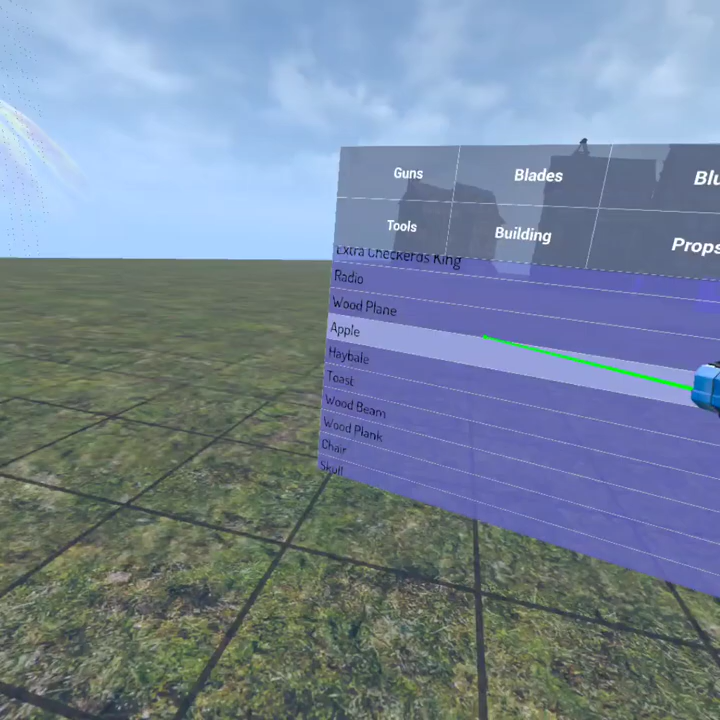 Guns Blades
Tools Building Props
Extra Checkerds King
Radio
Wood Plane
Apple
Haybale
Toast
Wood Beam
Wood Plank
Chair
Skull